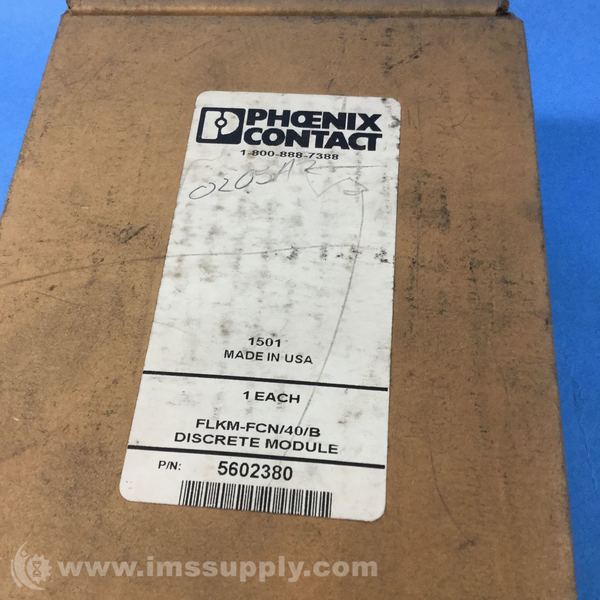 PHŒNIX
CONTACT
1-800-888-7388
1501
MADE IN USA
1 EACH
FLKM-FCN/40/B
DISCRETE MODULE
P/N: 5602380
www.imssupply.com